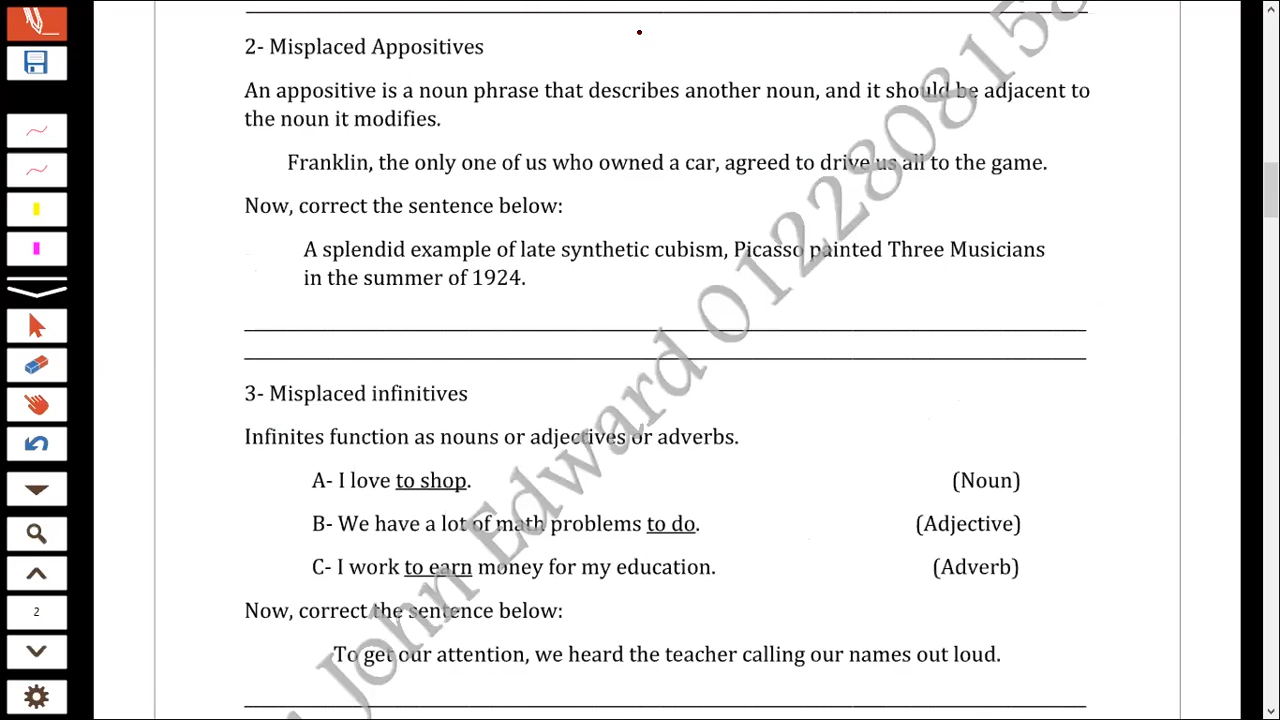 2- Misplaced Appositives
An appositive is a noun phrase that describes another noun, and it should be adjacent to
the noun it modifies.
Franklin, the only one of us who owned a car, agreed to drive us all to the game.
Now, correct the sentence below:
A splendid example of late synthetic cubism, Picasso painted Three Musicians
in the summer of 1924.
3- Misplaced infinitives
Infinites function as nouns or adjectives or adverbs.
A- I love to shop. (Noun)
B- We have a lot of math problems to do. (Adjective)
C- I work to earn money for my education. (Adverb)
Now, correct the sentence below:
To get our attention, we heard the teacher calling our names out loud.
John Edward 012280815
2